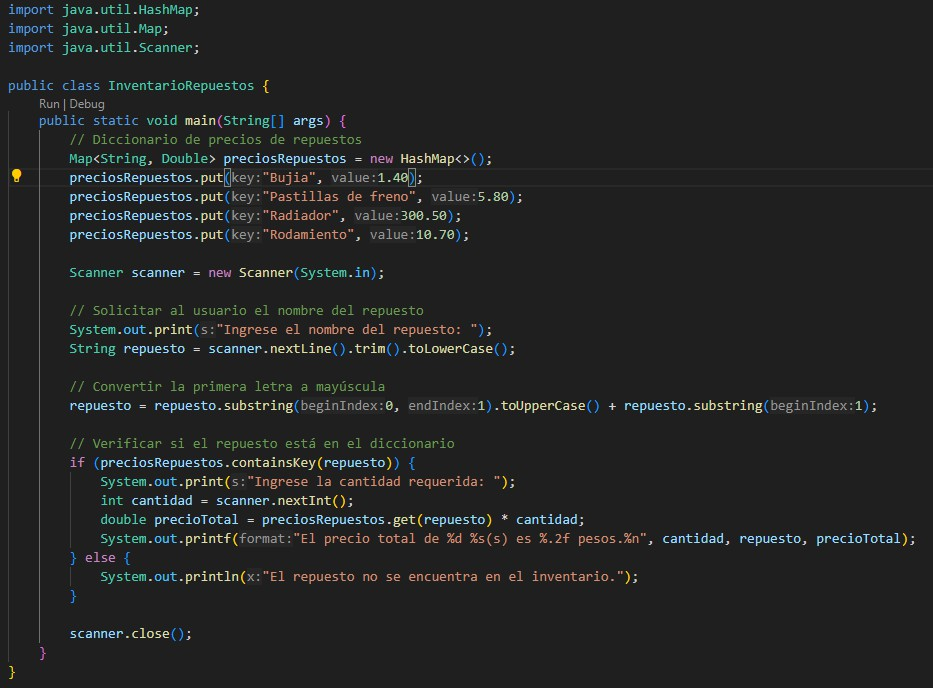 import java.util.HashMap;
import java.util.Map;
import java.util.Scanner;

public class InventarioRepuestos {
    Run | Debug
    public static void main(String[] args) {
        // Diccionario de precios de repuestos
        Map<String, Double> preciosRepuestos = new HashMap<>();
        preciosRepuestos.put(key:"Bujia", value:1.40);
        preciosRepuestos.put(key:"Pastillas de freno", value:5.80);
        preciosRepuestos.put(key:"Radiador", value:300.50);
        preciosRepuestos.put(key:"Rodamiento", value:10.70);

        Scanner scanner = new Scanner(System.in);

        // Solicitar al usuario el nombre del repuesto
        System.out.print(s:"Ingrese el nombre del repuesto: ");
        String repuesto = scanner.nextLine().trim().toLowerCase();

        // Convertir la primera letra a mayúscula
        repuesto = repuesto.substring(beginIndex:0, endIndex:1).toUpperCase() + repuesto.substring(beginIndex:1);

        // Verificar si el repuesto está en el diccionario
        if (preciosRepuestos.containsKey(repuesto)) {
            System.out.print(s:"Ingrese la cantidad requerida: ");
            int cantidad = scanner.nextInt();
            double precioTotal = preciosRepuestos.get(repuesto) * cantidad;
            System.out.printf(format:"El precio total de %d %s(s) es %.2f pesos.%n", cantidad, repuesto, precioTotal);
        } else {
            System.out.println(x:"El repuesto no se encuentra en el inventario.");
        }

        scanner.close();
    }
}